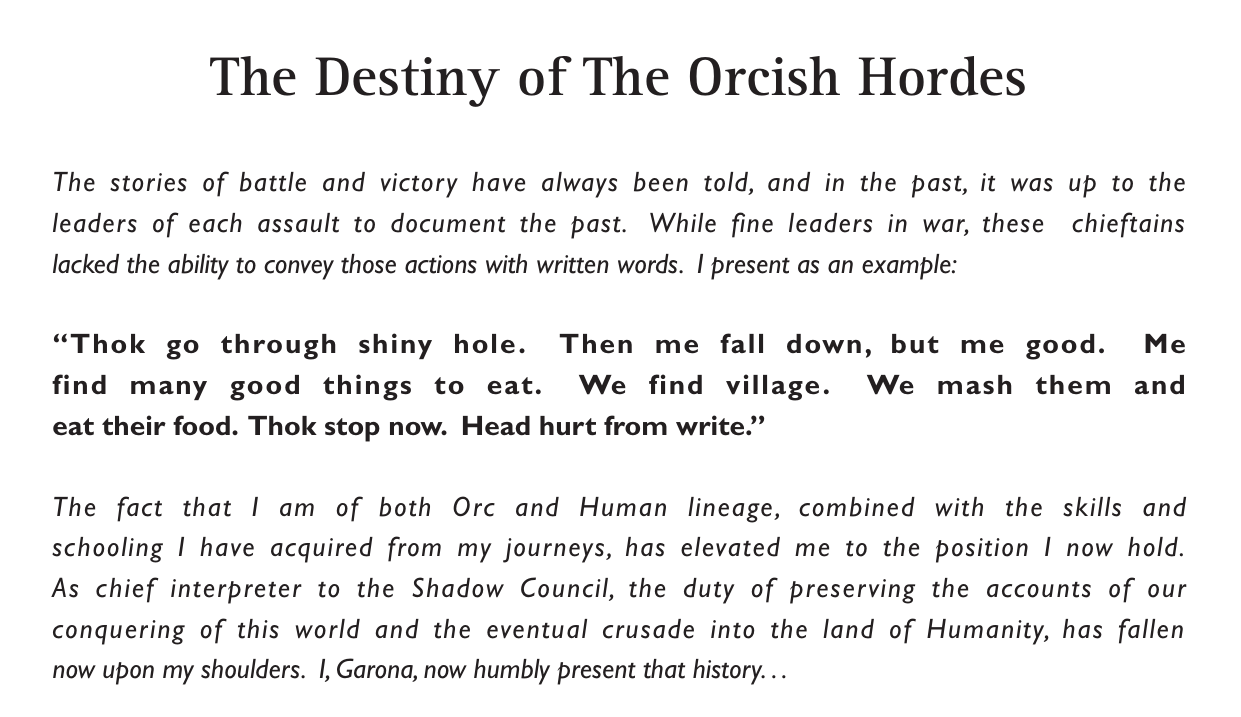 The Destiny of The Orcish Hordes
The stories of battle and victory have always been told, and in the past, it was up to the
leaders of each assault to document the past.  While fine leaders in war, these  chieftains
lacked the ability to convey those actions with written words.  I present as an example:
“Thok go through shiny hole.  Then me fall down, but me good.  Me
find many good things to eat.  We find village.  We mash them and
eat their food. Thok stop now.  Head hurt from write.”
The fact that I am of both Orc and Human lineage, combined with the skills and
schooling I have acquired from my journeys, has elevated me to the position I now hold.
As chief interpreter to the Shadow Council, the duty of preserving the accounts of our
conquering of this world and the eventual crusade into the land of Humanity, has fallen
now upon my shoulders.  I, Garona, now humbly present that history...